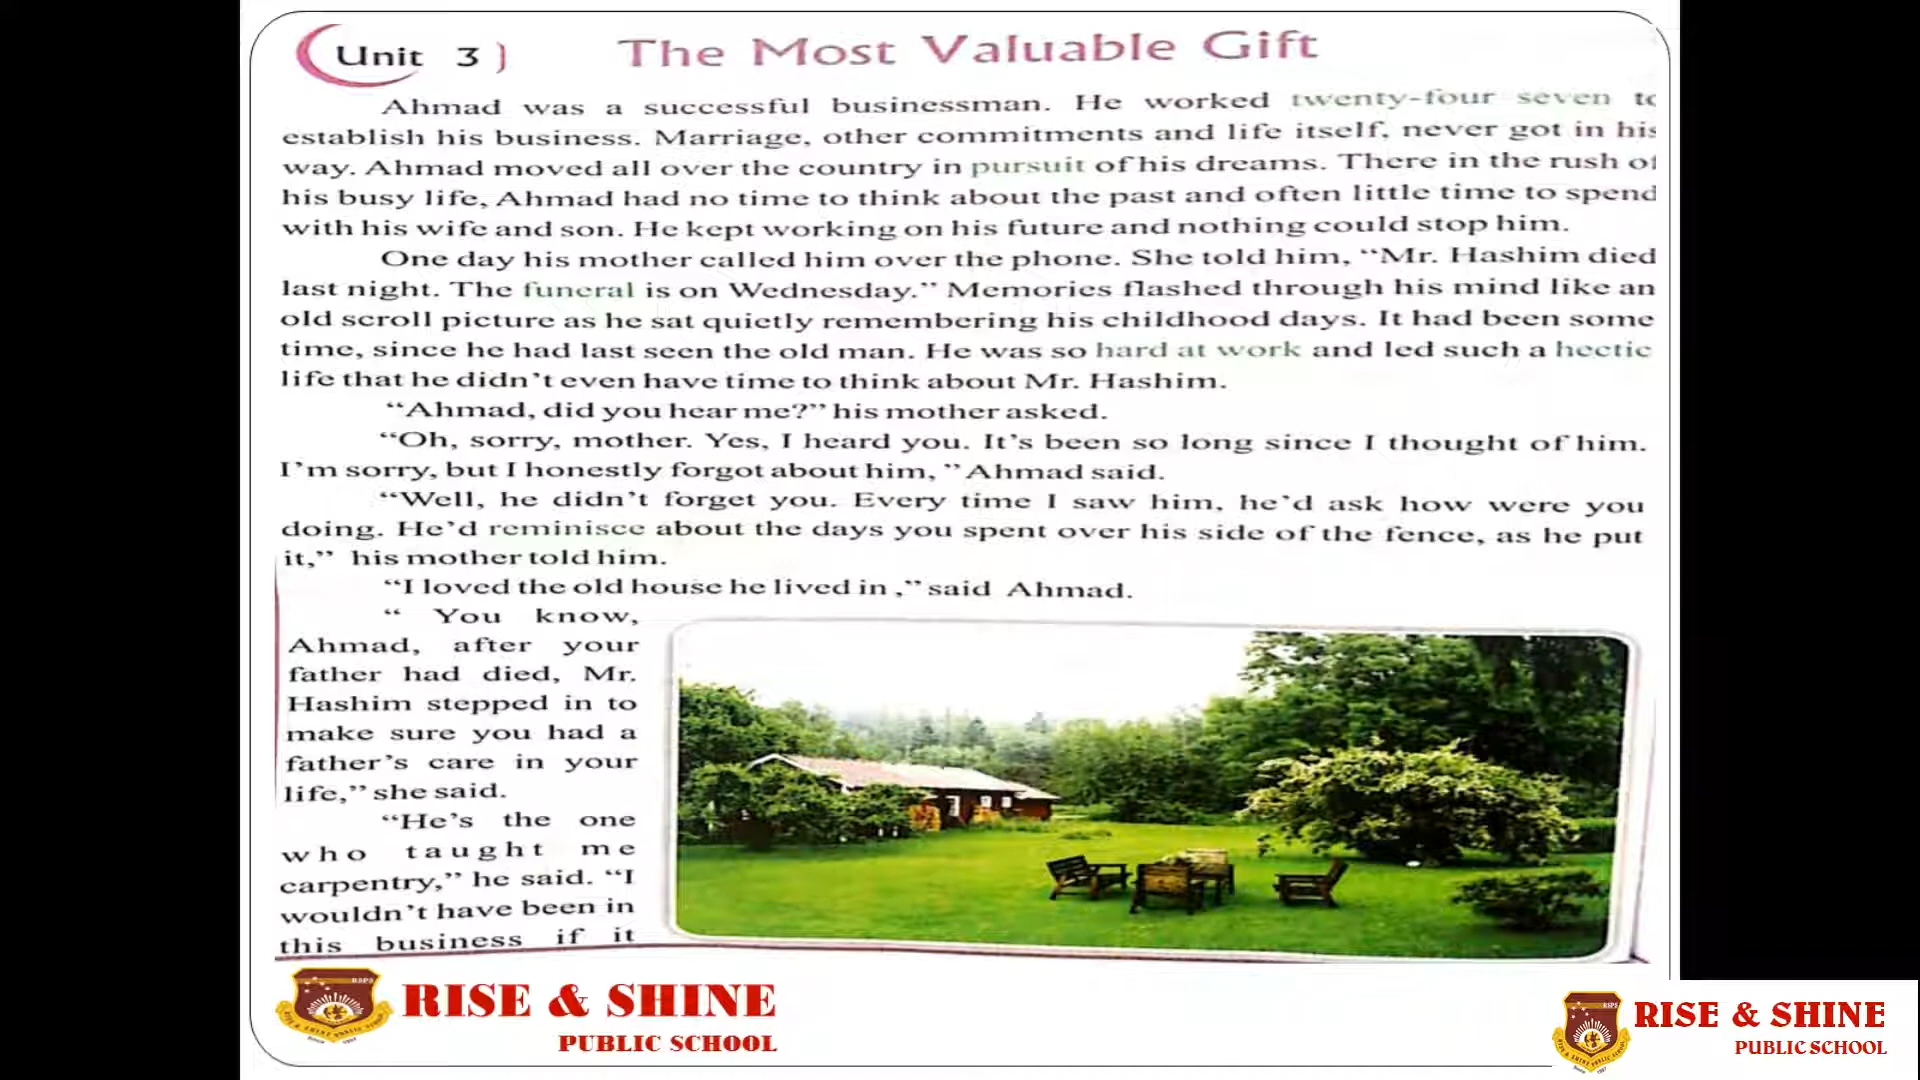 Unit 3
The Most Valuable Gift
Ahmad was a successful businessman. He worked twenty-four seven to
establish his business. Marriage, other commitments and life itself, never got in his
way. Ahmad moved all over the country in pursuit of his dreams. There in the rush of
his busy life, Ahmad had no time to think about the past and often little time to spend
with his wife and son. He kept working on his future and nothing could stop him.
One day his mother called him over the phone. She told him, “Mr. Hashim died
last night. The funeral is on Wednesday.” Memories flashed through his mind like an
old scroll picture as he sat quietly remembering his childhood days. It had been some
time, since he had last seen the old man. He was so hard at work and led such a hectic
life that he didn’t even have time to think about Mr. Hashim.
“Ahmad, did you hear me?” his mother asked.
“Oh, sorry, mother. Yes, I heard you. It’s been so long since I thought of him.
I’m sorry, but I honestly forgot about him,” Ahmad said.
“Well, he didn’t forget you. Every time I saw him, he’d ask how were you
doing. He’d reminisce about the days you spent over his side of the fence, as he put
it,” his mother told him.
“I loved the old house he lived in ,” said Ahmad.
“ You know,
Ahmad, after your
father had died, Mr.
Hashim stepped in to
make sure you had a
father’s care in your
life,” she said.
“He’s the one
who taught me
carpentry,” he said. “I
wouldn’t have been in
this business if it
RISE & SHINE
PUBLIC SCHOOL
RISE & SHINE
PUBLIC SCHOOL